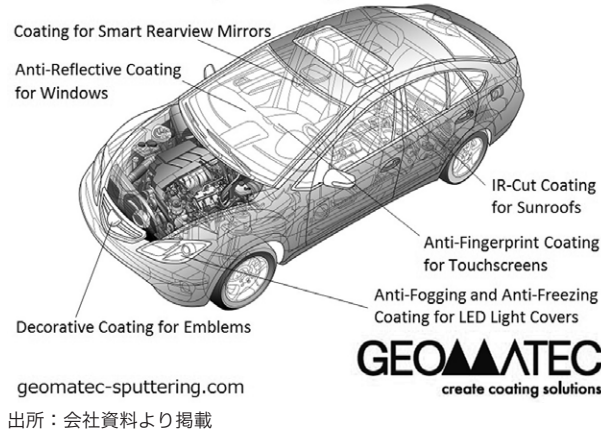 Coating for Smart Rearview Mirrors
Anti-Reflective Coating
for Windows
IR-Cut Coating
for Sunroofs
Anti-Fingerprint Coating
for Touchscreens
Anti-Fogging and Anti-Freezing
Coating for LED Light Covers
Decorative Coating for Emblems
GEOMATEC
create coating solutions
geomatec-sputtering.com
出所：会社資料より掲載